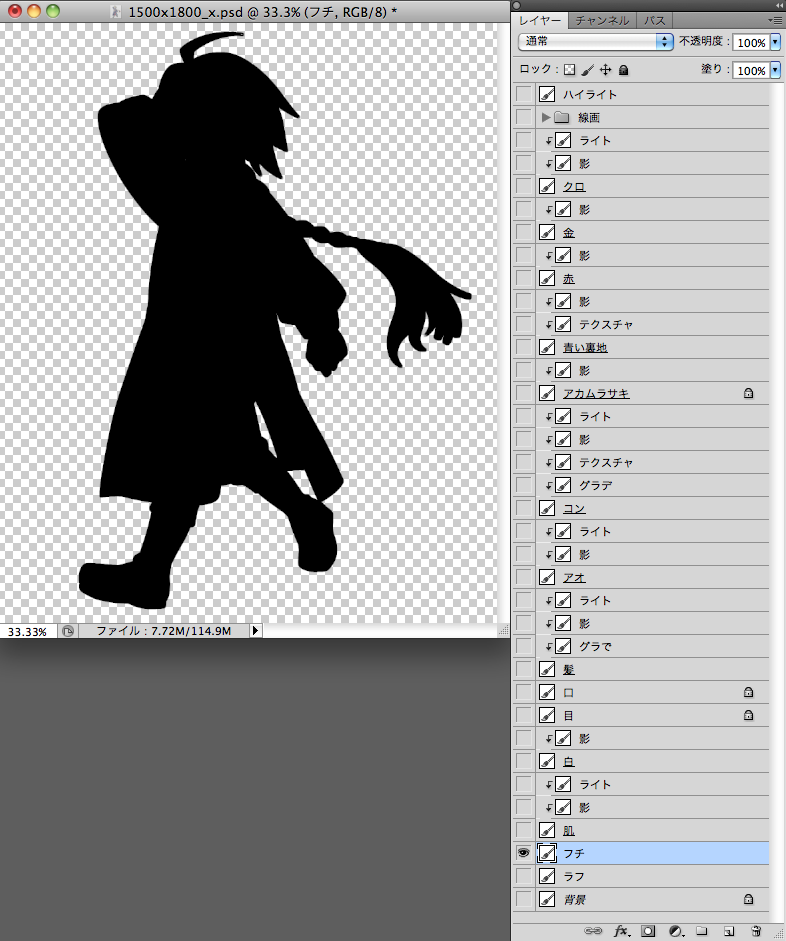 1500x1800_x.psd @ 33.3% (フチ, RGB/8) *
レイヤー チャンネル パス
通常 不透明度 : 100%
ロック : 塗り : 100%
ハイライト
線画
ライト
影
クロ
影
金
影
赤
影
テクスチャ
青い裏地
影
アカムラサキ
ライト
影
テクスチャ
グラデ
コン
ライト
影
アオ
ライト
影
グラで
髪
口
目
影
白
ライト
影
肌
フチ
ラフ
背景
33.33% ファイル : 7.72M/114.9M
fx